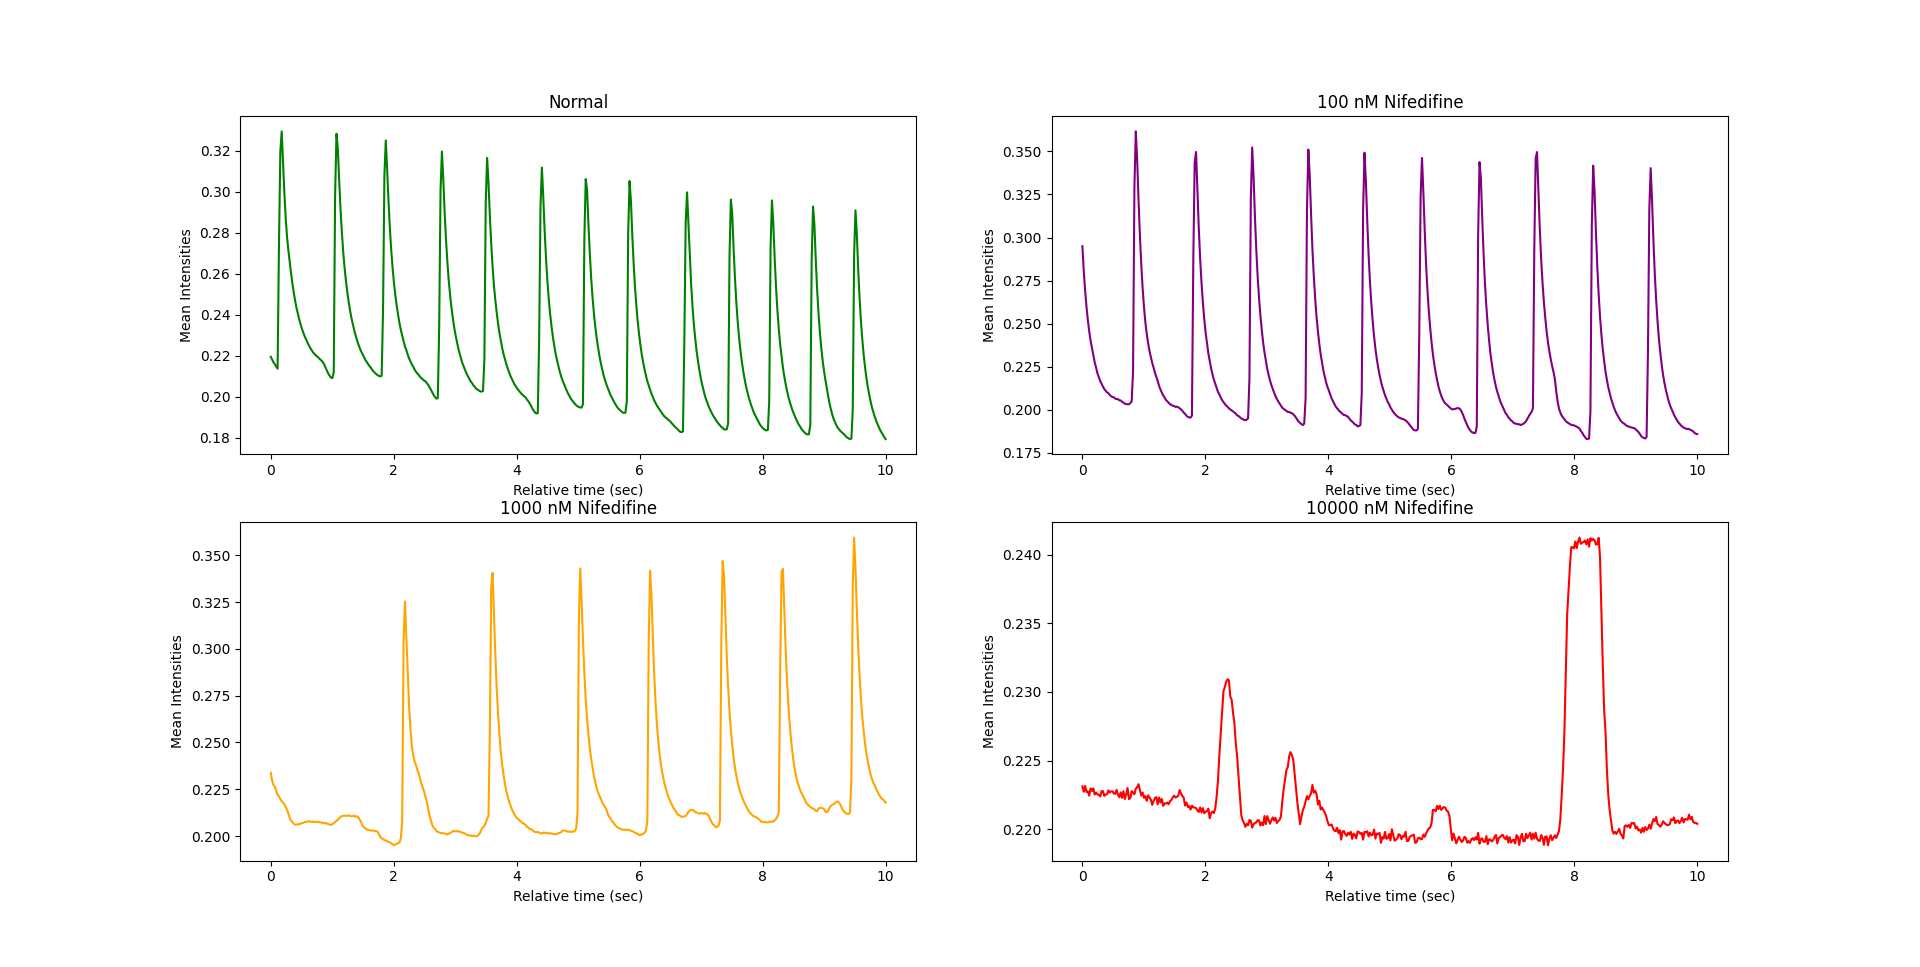 Normal
Mean Intensities
0.32
0.30
0.28
0.26
0.24
0.22
0.20
0.18
0 2 4 6 8 10
Relative time (sec)
100 nM Nifedifine
Mean Intensities
0.350
0.325
0.300
0.275
0.250
0.225
0.200
0.175
0 2 4 6 8 10
Relative time (sec)
1000 nM Nifedifine
Mean Intensities
0.350
0.325
0.300
0.275
0.250
0.225
0.200
0 2 4 6 8 10
Relative time (sec)
10000 nM Nifedifine
Mean Intensities
0.240
0.235
0.230
0.225
0.220
0 2 4 6 8 10
Relative time (sec)